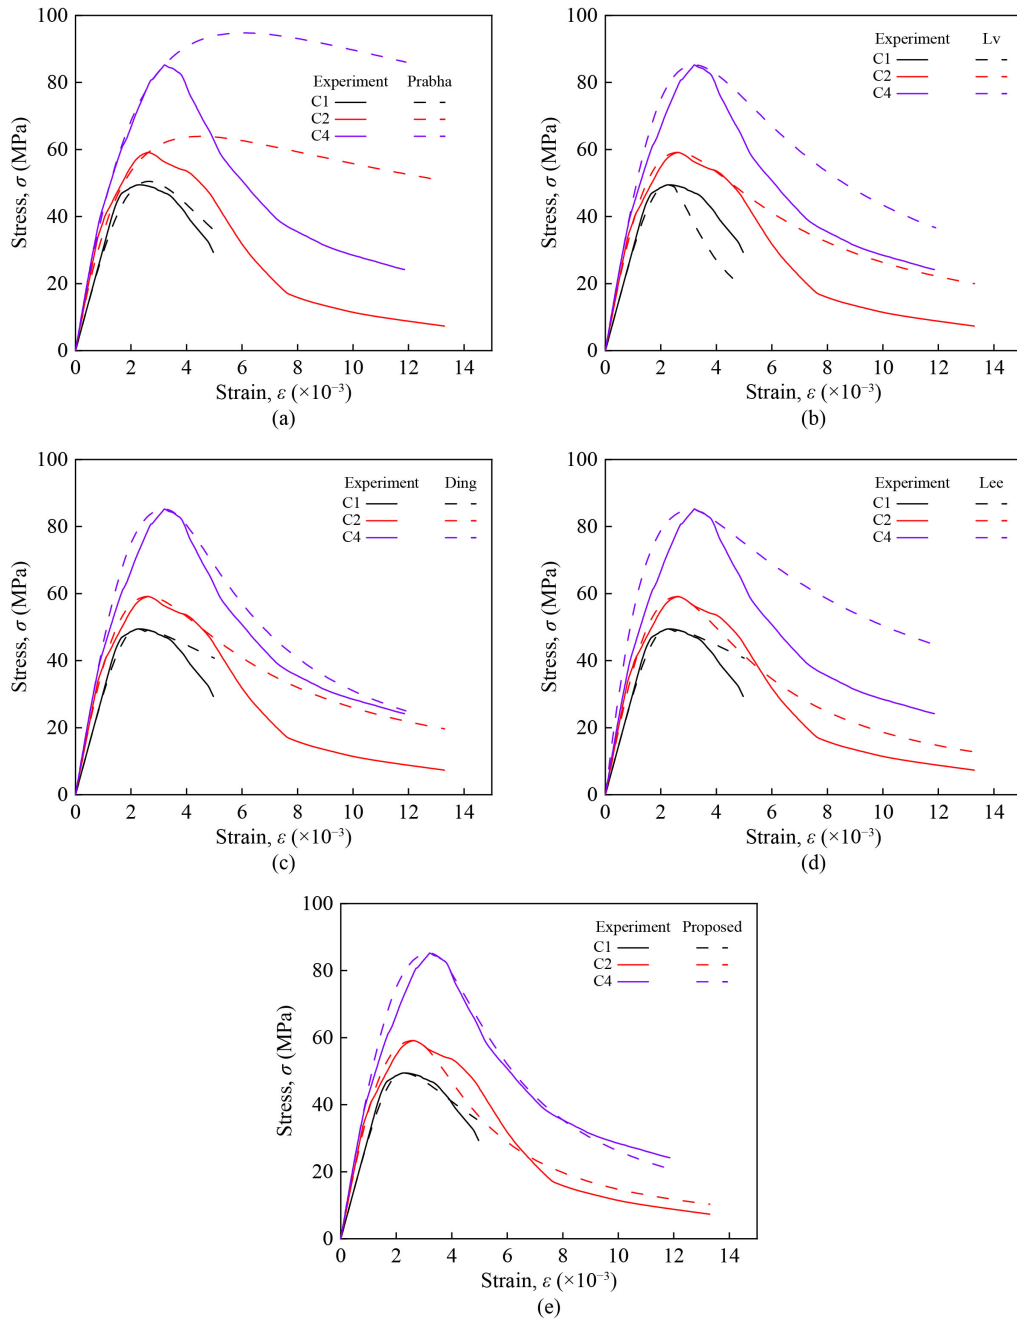 100
80
60
40
20
0
Stress, σ (MPa)
Experiment Prabha
C1
C2
C4
0 2 4 6 8 10 12 14
Strain, ε (×10⁻³)
(a)
100
80
60
40
20
0
Stress, σ (MPa)
Experiment Lv
C1
C2
C4
0 2 4 6 8 10 12 14
Strain, ε (×10⁻³)
(b)
100
80
60
40
20
0
Stress, σ (MPa)
Experiment Ding
C1
C2
C4
0 2 4 6 8 10 12 14
Strain, ε (×10⁻³)
(c)
100
80
60
40
20
0
Stress, σ (MPa)
Experiment Lee
C1
C2
C4
0 2 4 6 8 10 12 14
Strain, ε (×10⁻³)
(d)
100
80
60
40
20
0
Stress, σ (MPa)
Experiment Proposed
C1
C2
C4
0 2 4 6 8 10 12 14
Strain, ε (×10⁻³)
(e)